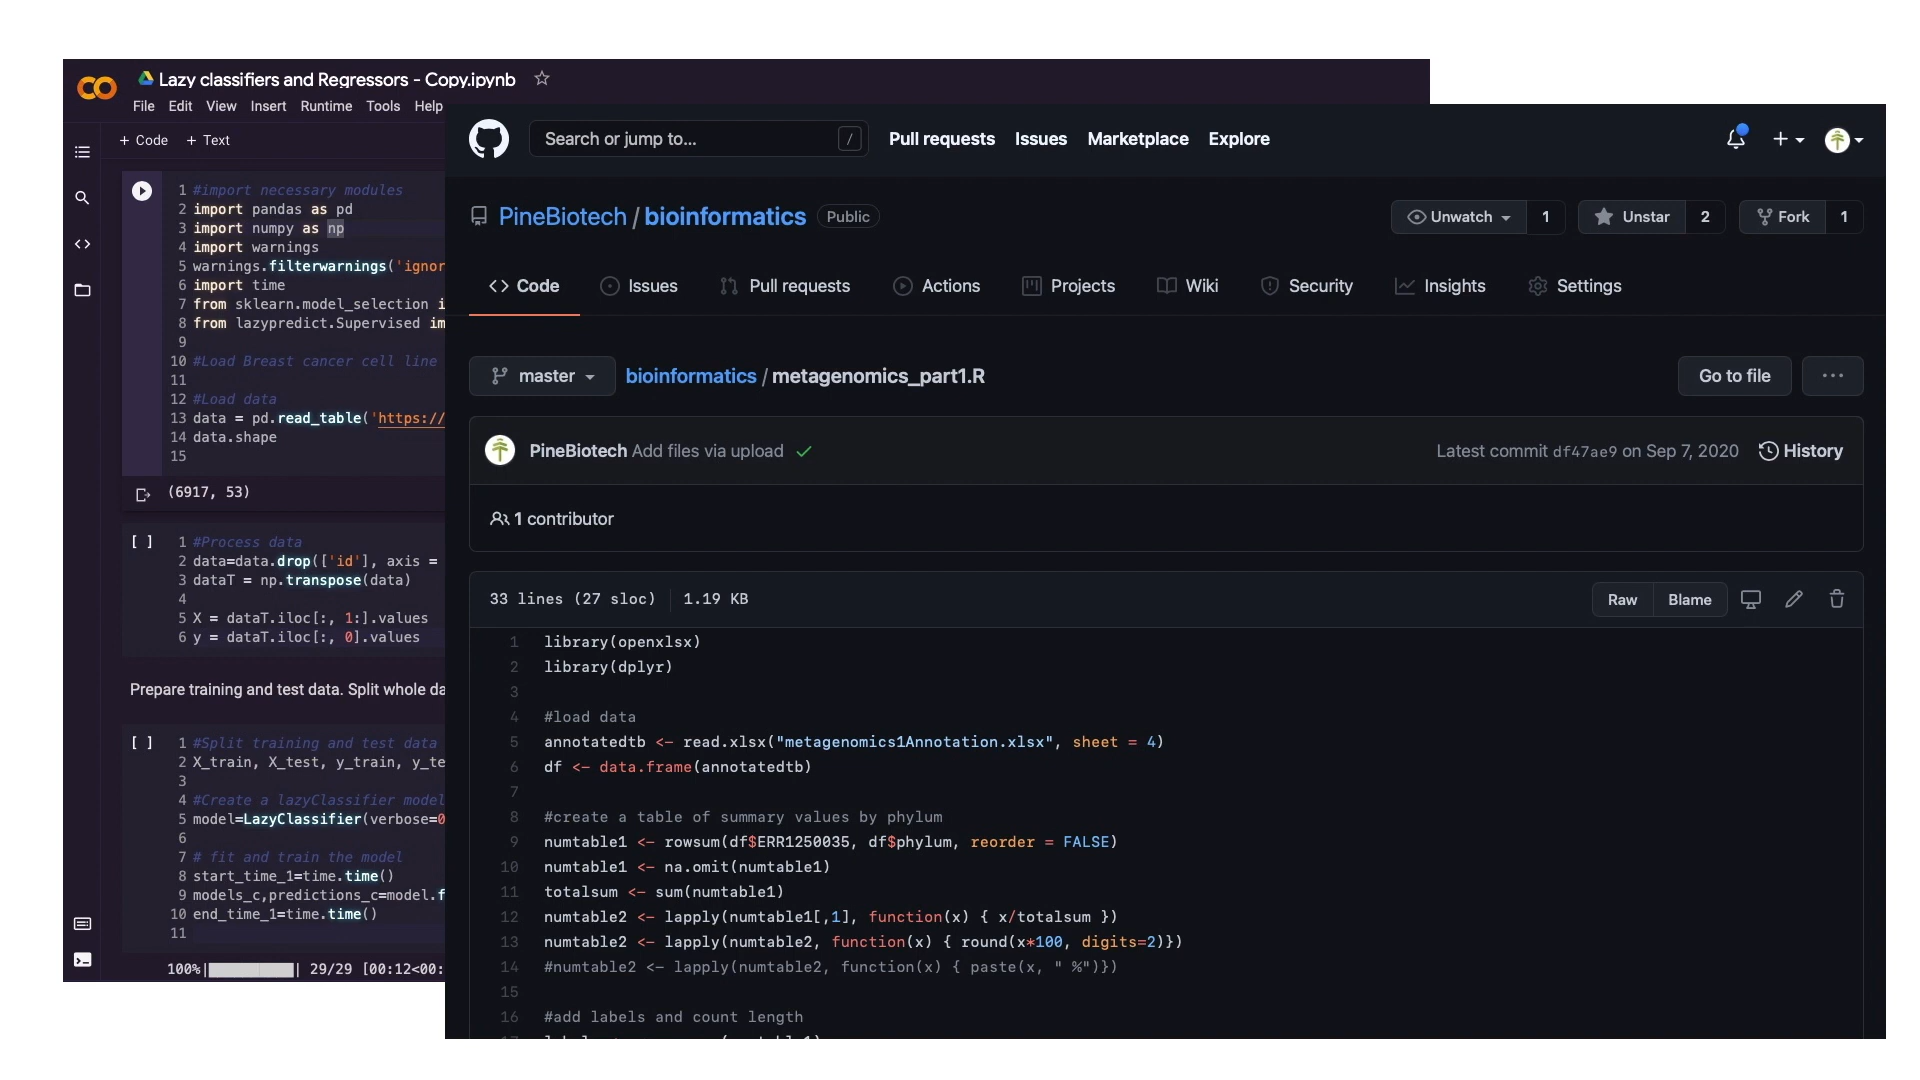 Lazy classifiers and Regressors - Copy.ipynb
File Edit View Insert Runtime Tools Help
+ Code + Text
1 #import necessary modules
2 import pandas as pd
3 import numpy as np
4 import warnings
5 warnings.filterwarnings('ignor
6 import time
7 from sklearn.model_selection i
8 from lazypredict.Supervised im
9
10 #Load Breast cancer cell line
11
12 #Load data
13 data = pd.read_table('https://
14 data.shape
15
(6917, 53)
[ ] 1 #Process data
2 data=data.drop(['id'], axis =
3 dataT = np.transpose(data)
4
5 X = dataT.iloc[:, 1:].values
6 y = dataT.iloc[:, 0].values
Prepare training and test data. Split whole da
[ ] 1 #Split training and test data
2 X_train, X_test, y_train, y_te
3
4 #Create a lazyClassifier model
5 model=LazyClassifier(verbose=0
6
7 # fit and train the model
8 start_time_1=time.time()
9 models_c,predictions_c=model.f
10 end_time_1=time.time()
11
100%| | 29/29 [00:12<00:
Search or jump to... / Pull requests Issues Marketplace Explore
PineBiotech / bioinformatics Public Unwatch 1 Unstar 2 Fork 1
Code Issues Pull requests Actions Projects Wiki Security Insights Settings
master bioinformatics / metagenomics_part1.R Go to file ...
PineBiotech Add files via upload Latest commit df47ae9 on Sep 7, 2020 History
1 contributor
33 lines (27 sloc) 1.19 KB Raw Blame
1 library(openxlsx)
2 library(dplyr)
3
4 #load data
5 annotatedtb <- read.xlsx("metagenomics1Annotation.xlsx", sheet = 4)
6 df <- data.frame(annotatedtb)
7
8 #create a table of summary values by phylum
9 numtable1 <- rowsum(df$ERR1250035, df$phylum, reorder = FALSE)
10 numtable1 <- na.omit(numtable1)
11 totalsum <- sum(numtable1)
12 numtable2 <- lapply(numtable1[,1], function(x) { x/totalsum })
13 numtable2 <- lapply(numtable2, function(x) { round(x*100, digits=2)})
14 #numtable2 <- lapply(numtable2, function(x) { paste(x, " %")})
15
16 #add labels and count length